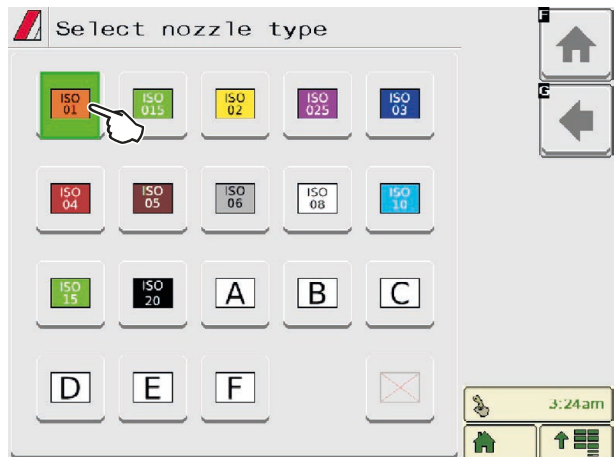 Select nozzle type
F
ISO 01
ISO 015
ISO 02
ISO 025
ISO 03
G
ISO 04
ISO 05
ISO 06
ISO 08
ISO 10
ISO 15
ISO 20
A
B
C
D
E
F
3:24am